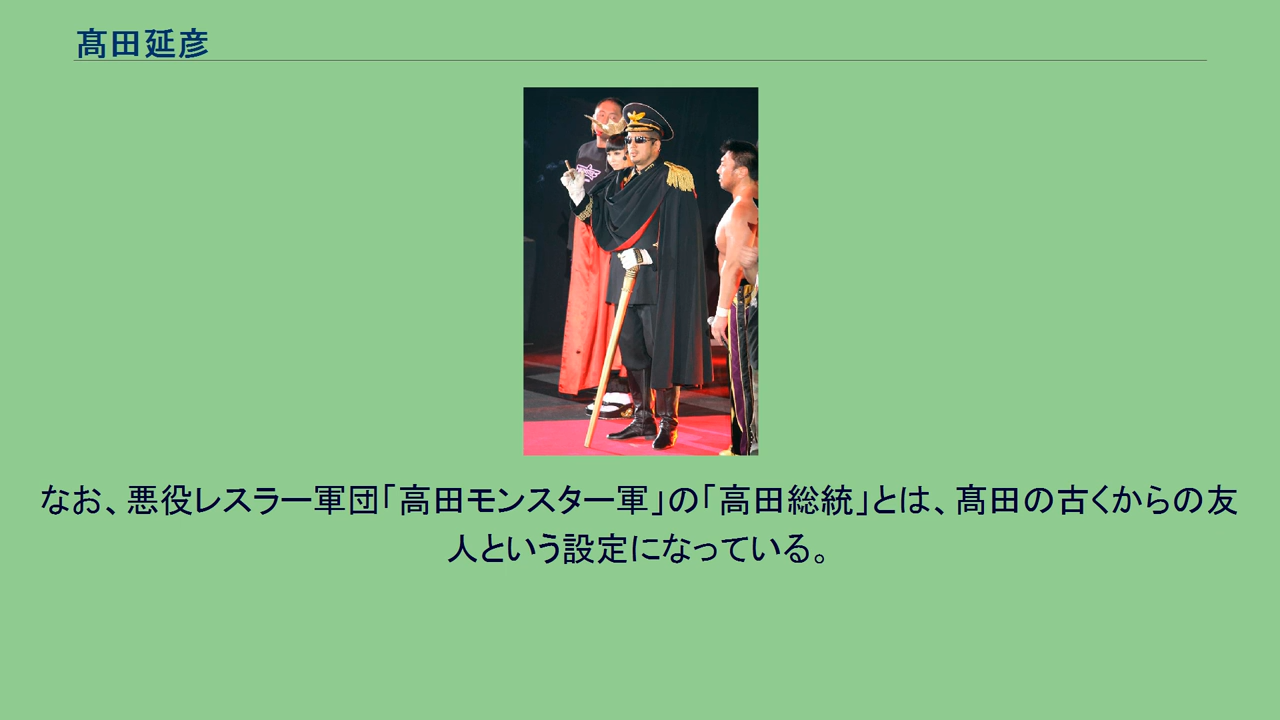 髙田延彦
なお、悪役レスラー軍団「高田モンスター軍」の「高田総統」とは、髙田の古くからの友
人という設定になっている。